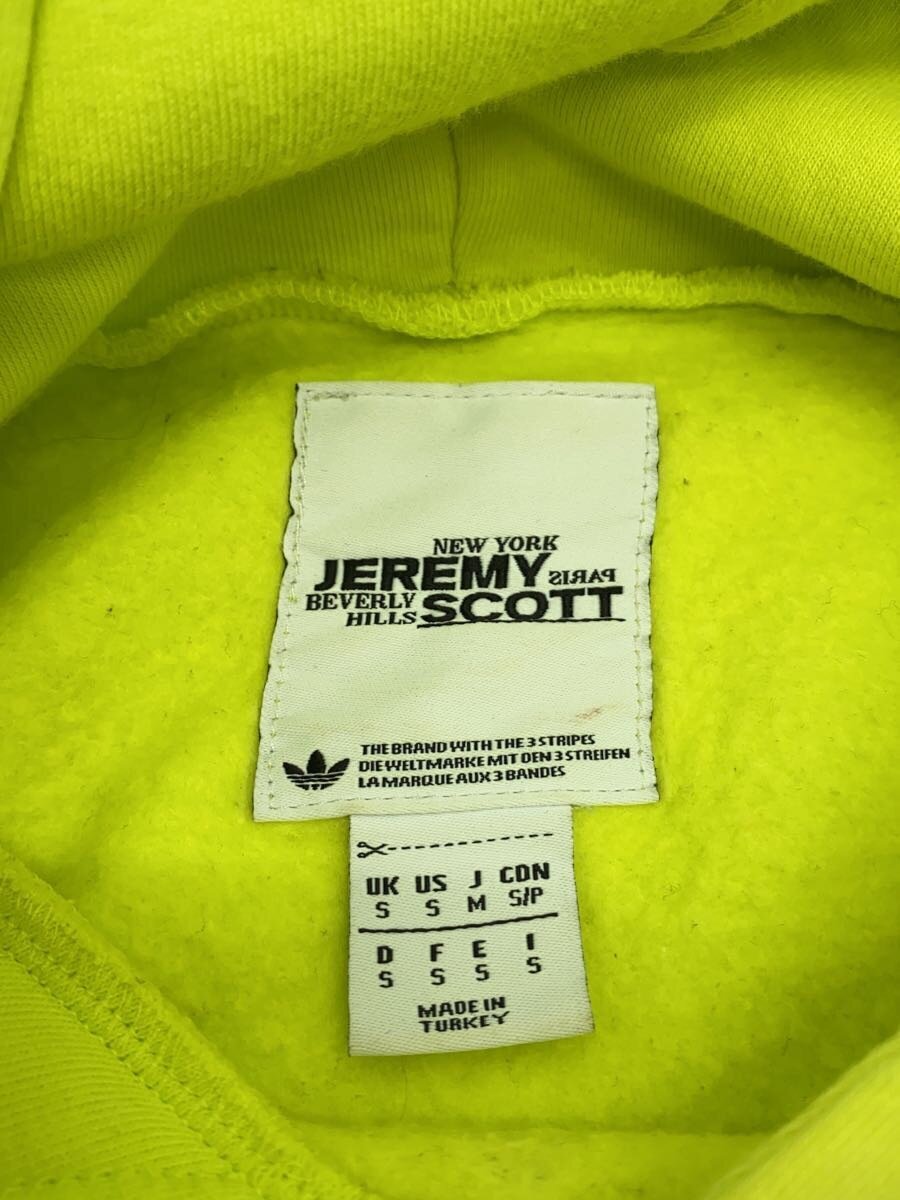 NEW YORK
JEREMY PARIS
BEVERLY SCOTT
HILLS
THE BRAND WITH THE 3 STRIPES
DIE WELTMARKE MIT DEN 3 STREIFEN
LA MARQUE AUX 3 BANDES
UK US J CDN
S S M S/P
D F E I
S S S S
MADE IN
TURKEY